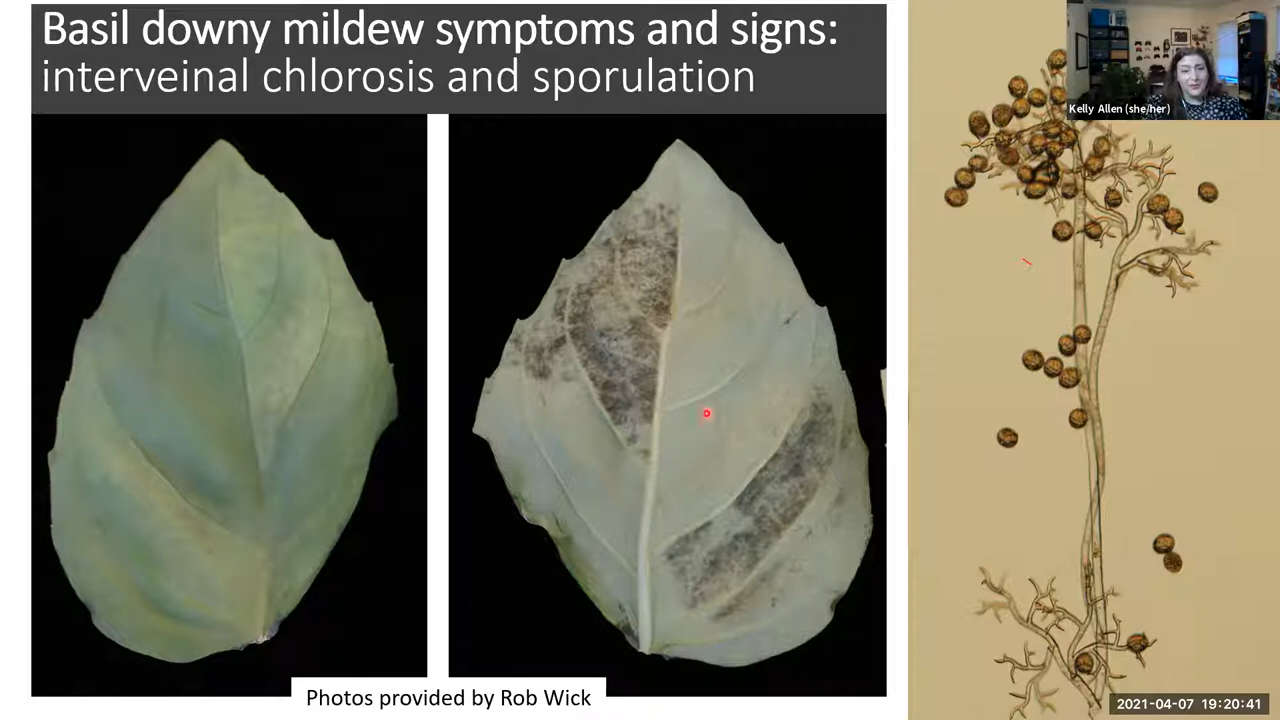 Basil downy mildew symptoms and signs:
interveinal chlorosis and sporulation
Kelly Allen (she/her)
Photos provided by Rob Wick
2021-04-07 19:20:41